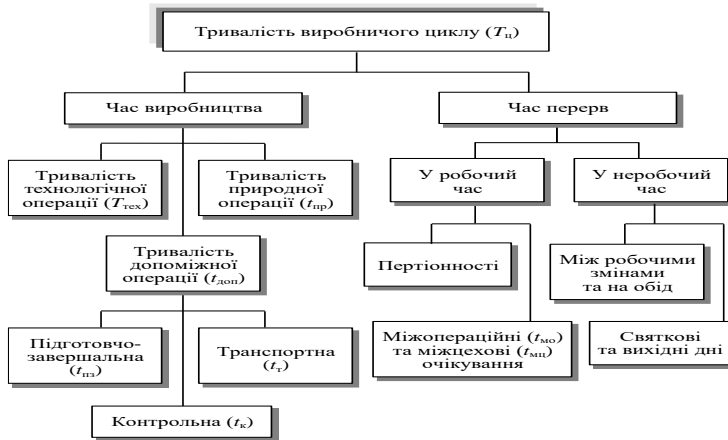 Тривалість виробничого циклу (Tц)
Час виробництва
Час перерв
Тривалість
технологічної
операції (Tтех)
Тривалість
природної
операції (tпр)
У робочий
час
У неробочий
час
Тривалість
допоміжної
операції (tдоп)
Пертіонності
Між робочими
змінами
та на обід
Підготовчо-
завершальна
(tпз)
Транспортна
(tт)
Міжопераційні (tмо)
та міжцехові (tмц)
очікування
Святкові
та вихідні дні
Контрольна (tк)